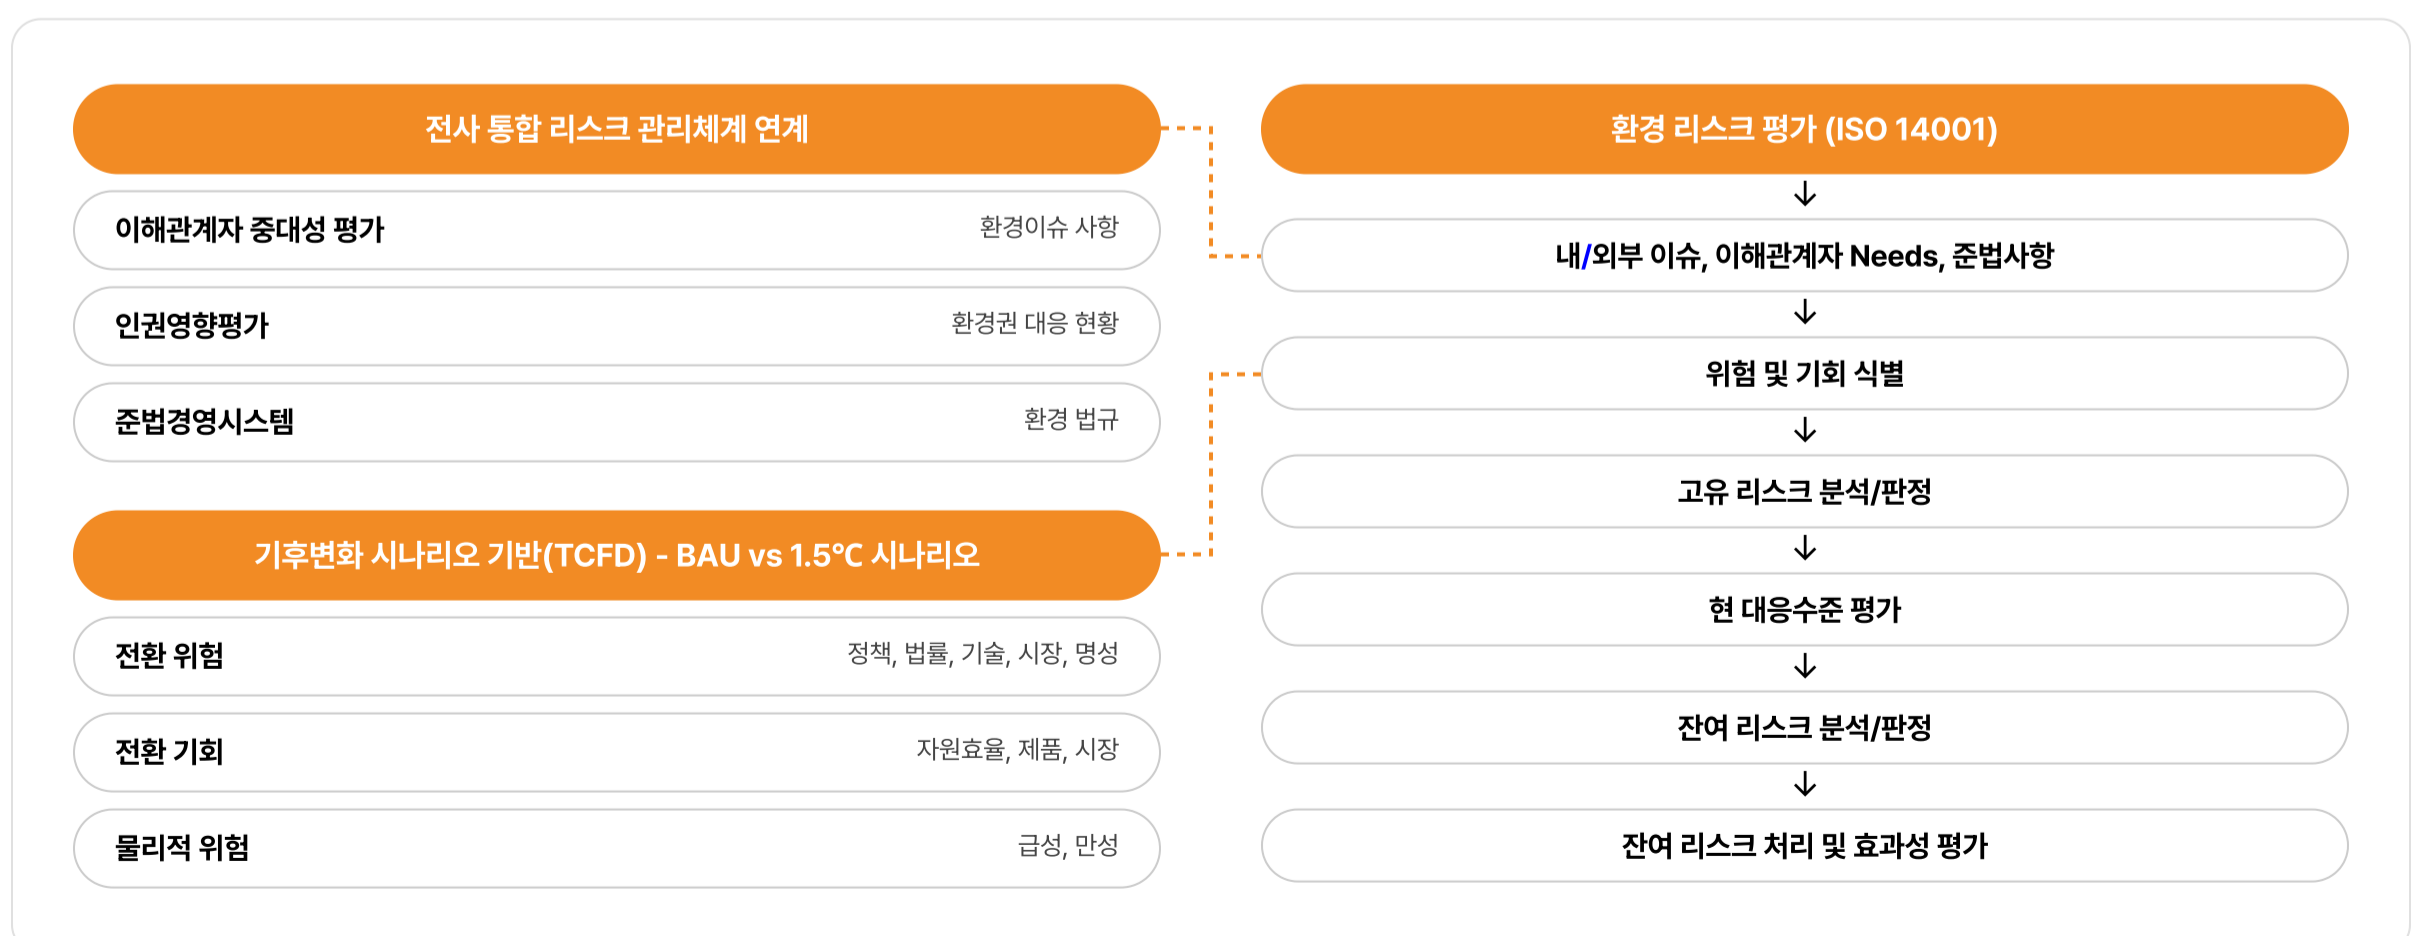 전사 통합 리스크 관리체계 연계
이해관계자 중대성 평가 환경이슈 사항
인권영향평가 환경권 대응 현황
준법경영시스템 환경 법규
기후변화 시나리오 기반(TCFD) - BAU vs 1.5℃ 시나리오
전환 위험 정책, 법률, 기술, 시장, 명성
전환 기회 자원효율, 제품, 시장
물리적 위험 급성, 만성
환경 리스크 평가 (ISO 14001)
↓
내/외부 이슈, 이해관계자 Needs, 준법사항
↓
위험 및 기회 식별
↓
고유 리스크 분석/판정
↓
현 대응수준 평가
↓
잔여 리스크 분석/판정
↓
잔여 리스크 처리 및 효과성 평가